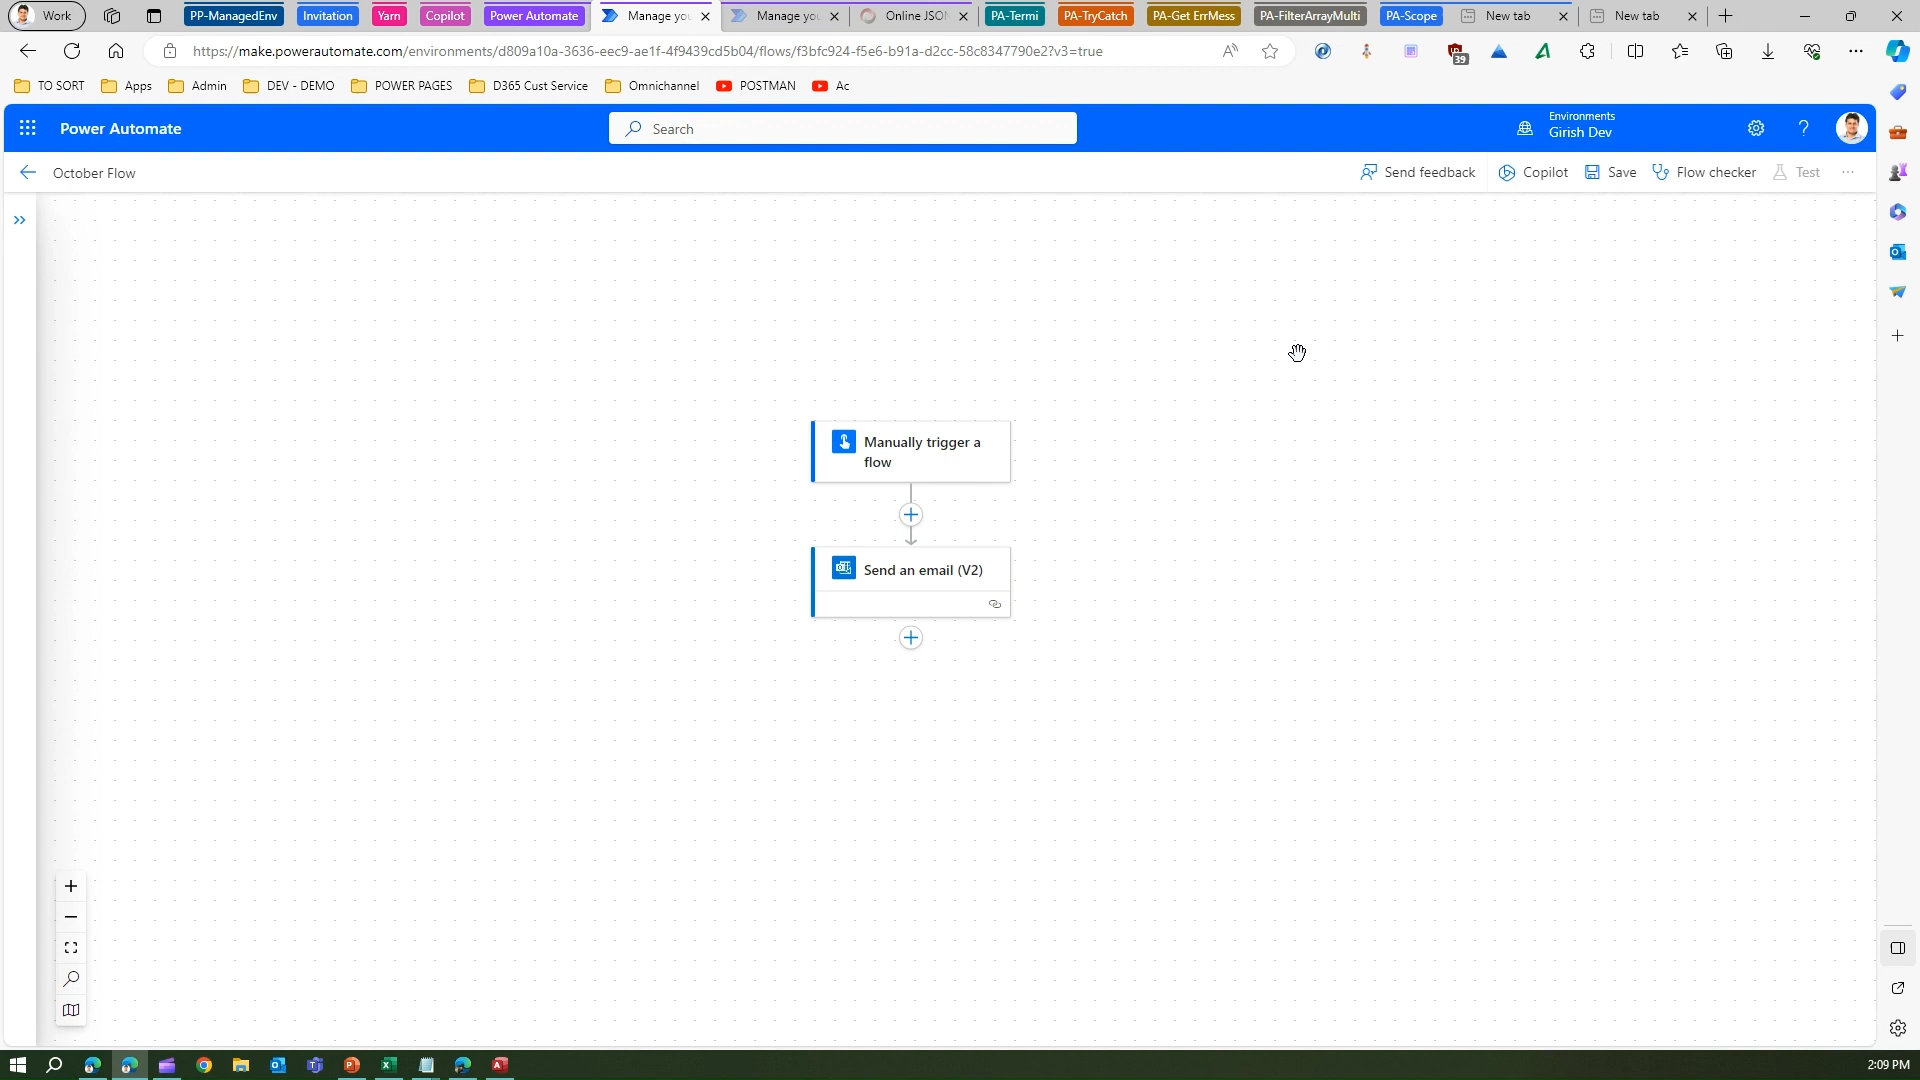 Work
PP-ManagedEnv
Invitation
Yarn
Copilot
Power Automate
Manage you
Manage you
Online JSON
PA-Termi
PA-TryCatch
PA-Get ErrMess
PA-FilterArrayMulti
PA-Scope
New tab
New tab
https://make.powerautomate.com/environments/d809a10a-3636-eec9-ae1f-4f9439cd5b04/flows/f3bfc924-f5e6-b91a-d2cc-58c8347790e2?v3=true
39
TO SORT
Apps
Admin
DEV - DEMO
POWER PAGES
D365 Cust Service
Omnichannel
POSTMAN
Ac
Power Automate
Search
Environments
Girish Dev
October Flow
Send feedback
Copilot
Save
Flow checker
Test
Manually trigger a
flow
Send an email (V2)
2:09 PM